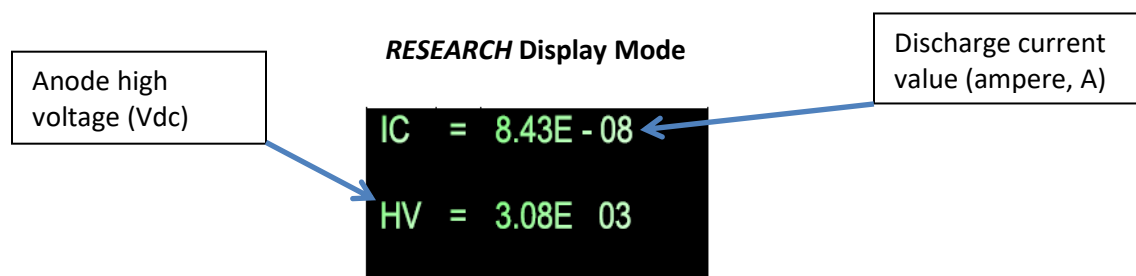 RESEARCH Display Mode
Anode high
voltage (Vdc)
Discharge current
value (ampere, A)
IC = 8.43E - 08
HV = 3.08E 03